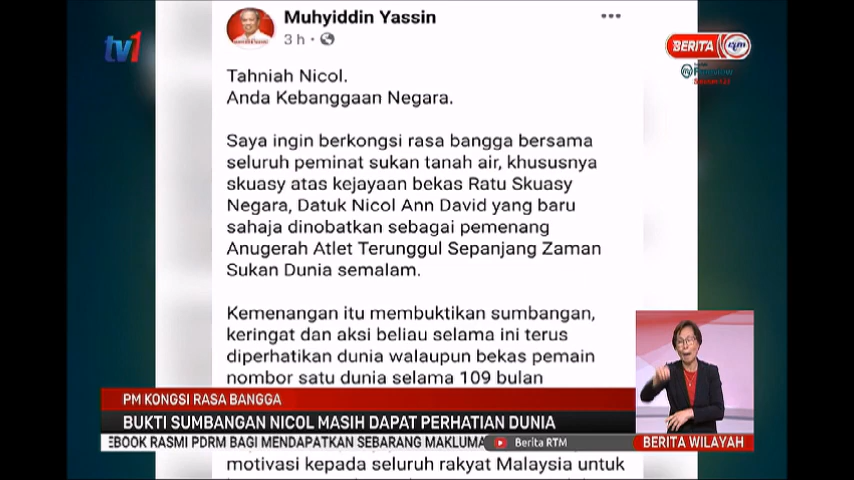 tv1
Muhyiddin Yassin
3 h
BERITA rtm
Tahniah Nicol.
Anda Kebanggaan Negara.
Saya ingin berkongsi rasa bangga bersama
seluruh peminat sukan tanah air, khususnya
skuasy atas kejayaan bekas Ratu Skuasy
Negara, Datuk Nicol Ann David yang baru
sahaja dinobatkan sebagai pemenang
Anugerah Atlet Terunggul Sepanjang Zaman
Sukan Dunia semalam.
Kemenangan itu membuktikan sumbangan,
keringat dan aksi beliau selama ini terus
diperhatikan dunia walaupun bekas pemain
nombor satu dunia selama 109 bulan
PM KONGSI RASA BANGGA
BUKTI SUMBANGAN NICOL MASIH DAPAT PERHATIAN DUNIA
EBOOK RASMI PDRM BAGI MENDAPATKAN SEBARANG MAKLUMA
Berita RTM
BERITA WILAYAH
motivasi kepada seluruh rakyat Malaysia untuk